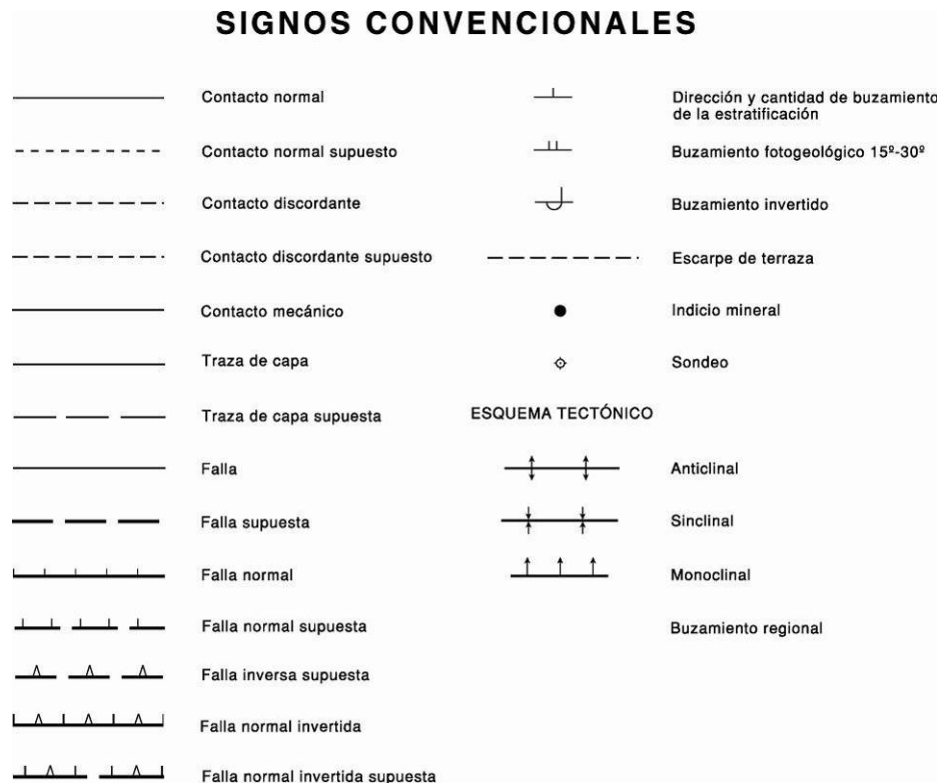 SIGNOS CONVENCIONALES
Contacto normal
Contacto normal supuesto
Contacto discordante
Contacto discordante supuesto
Contacto mecánico
Traza de capa
Traza de capa supuesta
Falla
Falla supuesta
Falla normal
Falla normal supuesta
Falla inversa supuesta
Falla normal invertida
Falla normal invertida supuesta
Dirección y cantidad de buzamiento
de la estratificación
Buzamiento fotogeológico 15º-30º
Buzamiento invertido
Escarpe de terraza
Indicio mineral
Sondeo
ESQUEMA TECTÓNICO
Anticlinal
Sinclinal
Monoclinal
Buzamiento regional